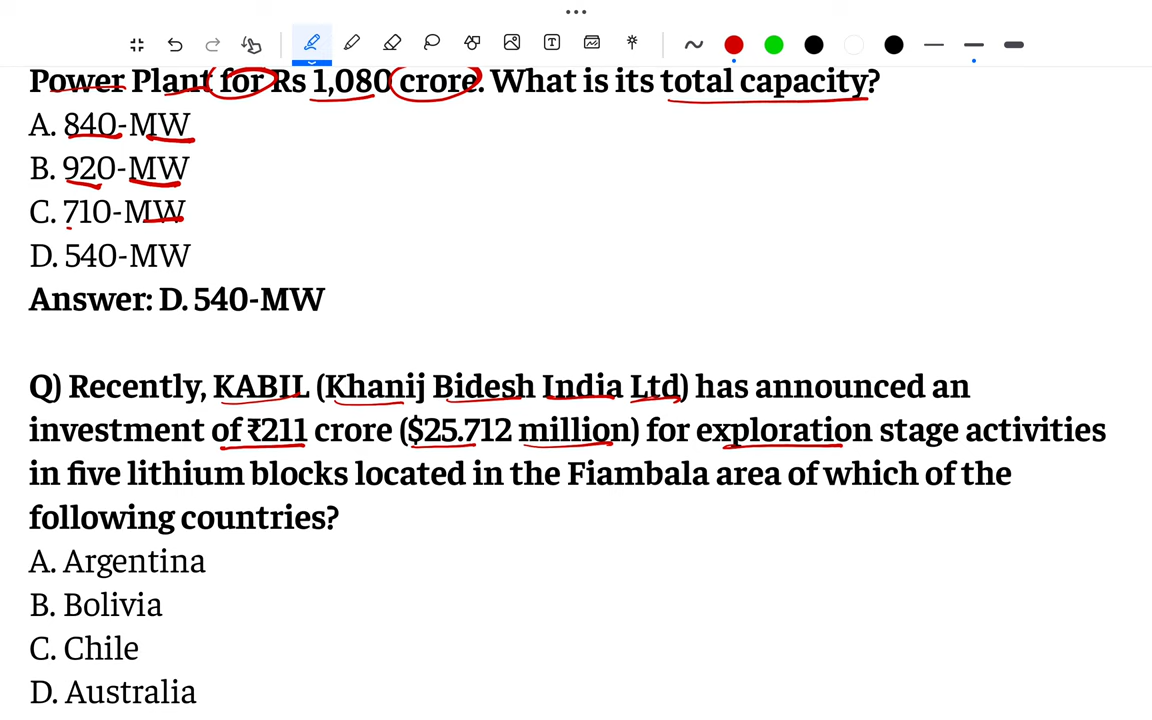 Power Plant for Rs 1,080 crore. What is its total capacity?
A. 840-MW
B. 920-MW
C. 710-MW
D. 540-MW
Answer: D. 540-MW
Q) Recently, KABIL (Khanij Bidesh India Ltd) has announced an
investment of ₹211 crore ($25.712 million) for exploration stage activities
in five lithium blocks located in the Fiambala area of which of the
following countries?
A. Argentina
B. Bolivia
C. Chile
D. Australia